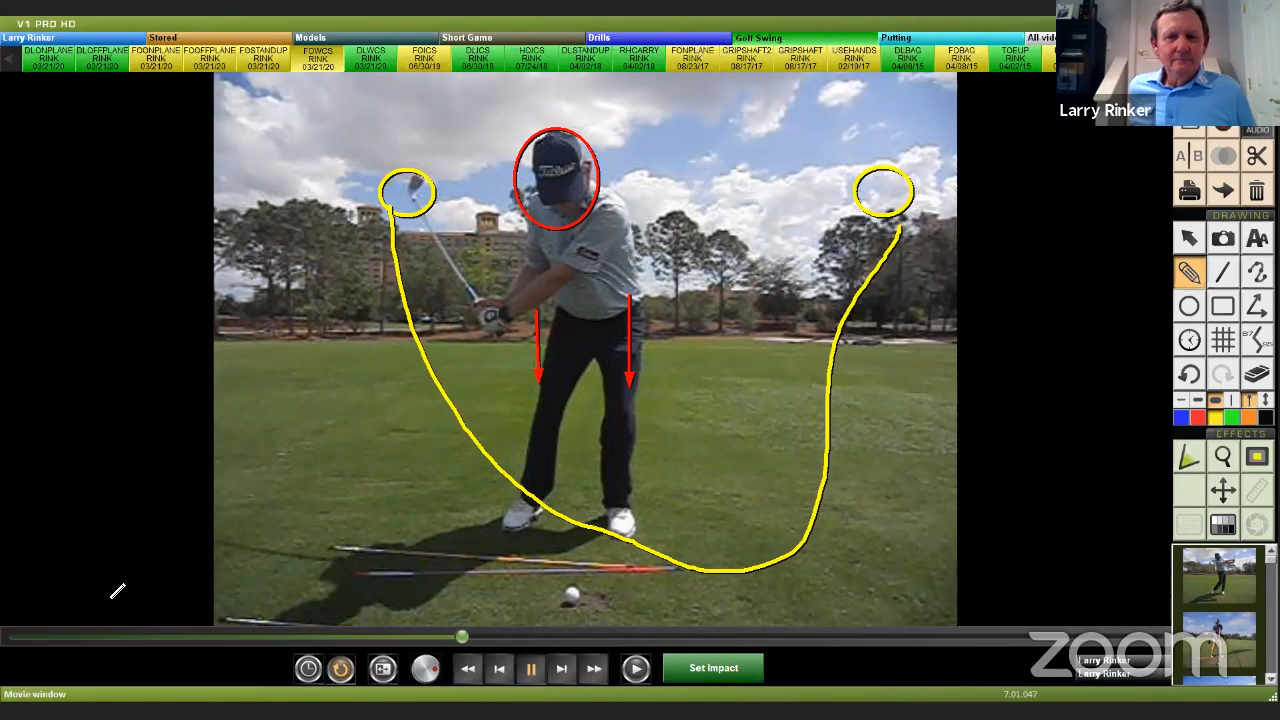 V1 PRO HD
Larry Rinker Stored Models Short Game Drills Golf Swing Putting All vid
DLONPLANE RINK 03/21/20
DLOFFPLANE RINK 03/21/20
FOONPLANE RINK 03/21/20
FOOFFPLANE RINK 03/21/20
FOSTANDUP RINK 03/21/20
FOWCS RINK 03/21/20
DLWCS RINK 03/21/20
FOICS RINK 06/30/19
DLICS RINK 06/30/19
HOICS RINK 07/24/18
DLSTANDUP RINK 04/02/18
RHCARRY RINK 04/02/18
FONPLANE RINK 08/23/17
GRIPSHAFT2 RINK 08/17/17
GRIPSHAFT RINK 08/17/17
USEHANDS RINK 02/19/17
DLBAG RINK 04/08/15
FOBAG RINK 04/08/15
TOEUP RINK 04/02/15
Larry Rinker
AUDIO
A B
DRAWING
AA
Titleist
EFFECTS
Set Impact
zoom
Larry Rinker
Larry Rinker
Movie window 7.01.047